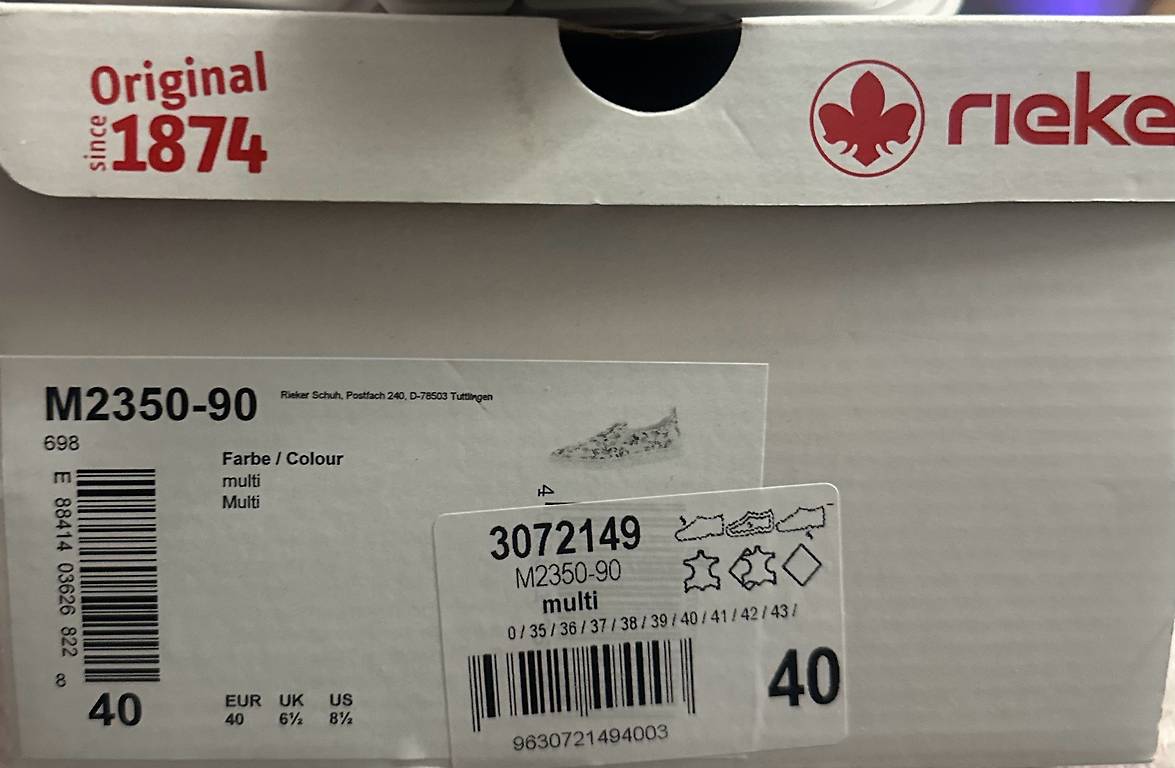 Original
since 1874
rieke
M2350-90
Rieker Schuh, Postfach 240, D-78503 Tuttlingen
698
Farbe / Colour
multi
Multi
E 88414 03626 822 8
40
EUR UK US
40 6½ 8½
3072149
M2350-90
multi
0 / 35 / 36 / 37 / 38 / 39 / 40 / 41 / 42 / 43 /
40
9630721494003